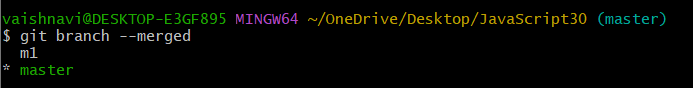 vaishnavi@DESKTOP-E3GF895 MINGW64 ~/OneDrive/Desktop/JavaScript30 (master)
$ git branch --merged
  m1
* master